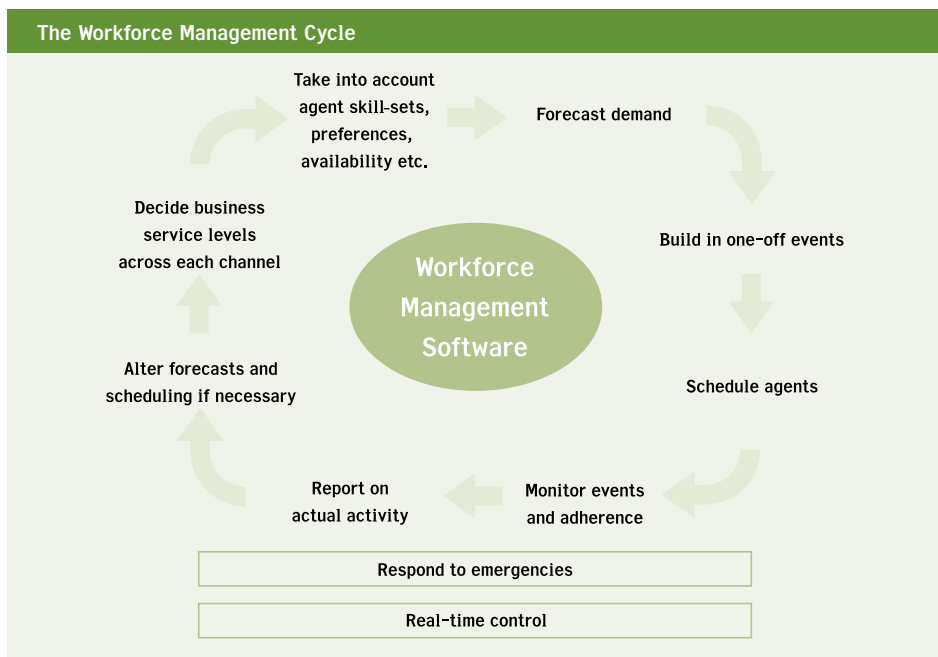 The Workforce Management Cycle
Take into account
agent skill-sets,
preferences,
availability etc.
Forecast demand
Build in one-off events
Schedule agents
Monitor events
and adherence
Report on
actual activity
Alter forecasts and
scheduling if necessary
Decide business
service levels
across each channel
Workforce
Management
Software
Respond to emergencies
Real-time control